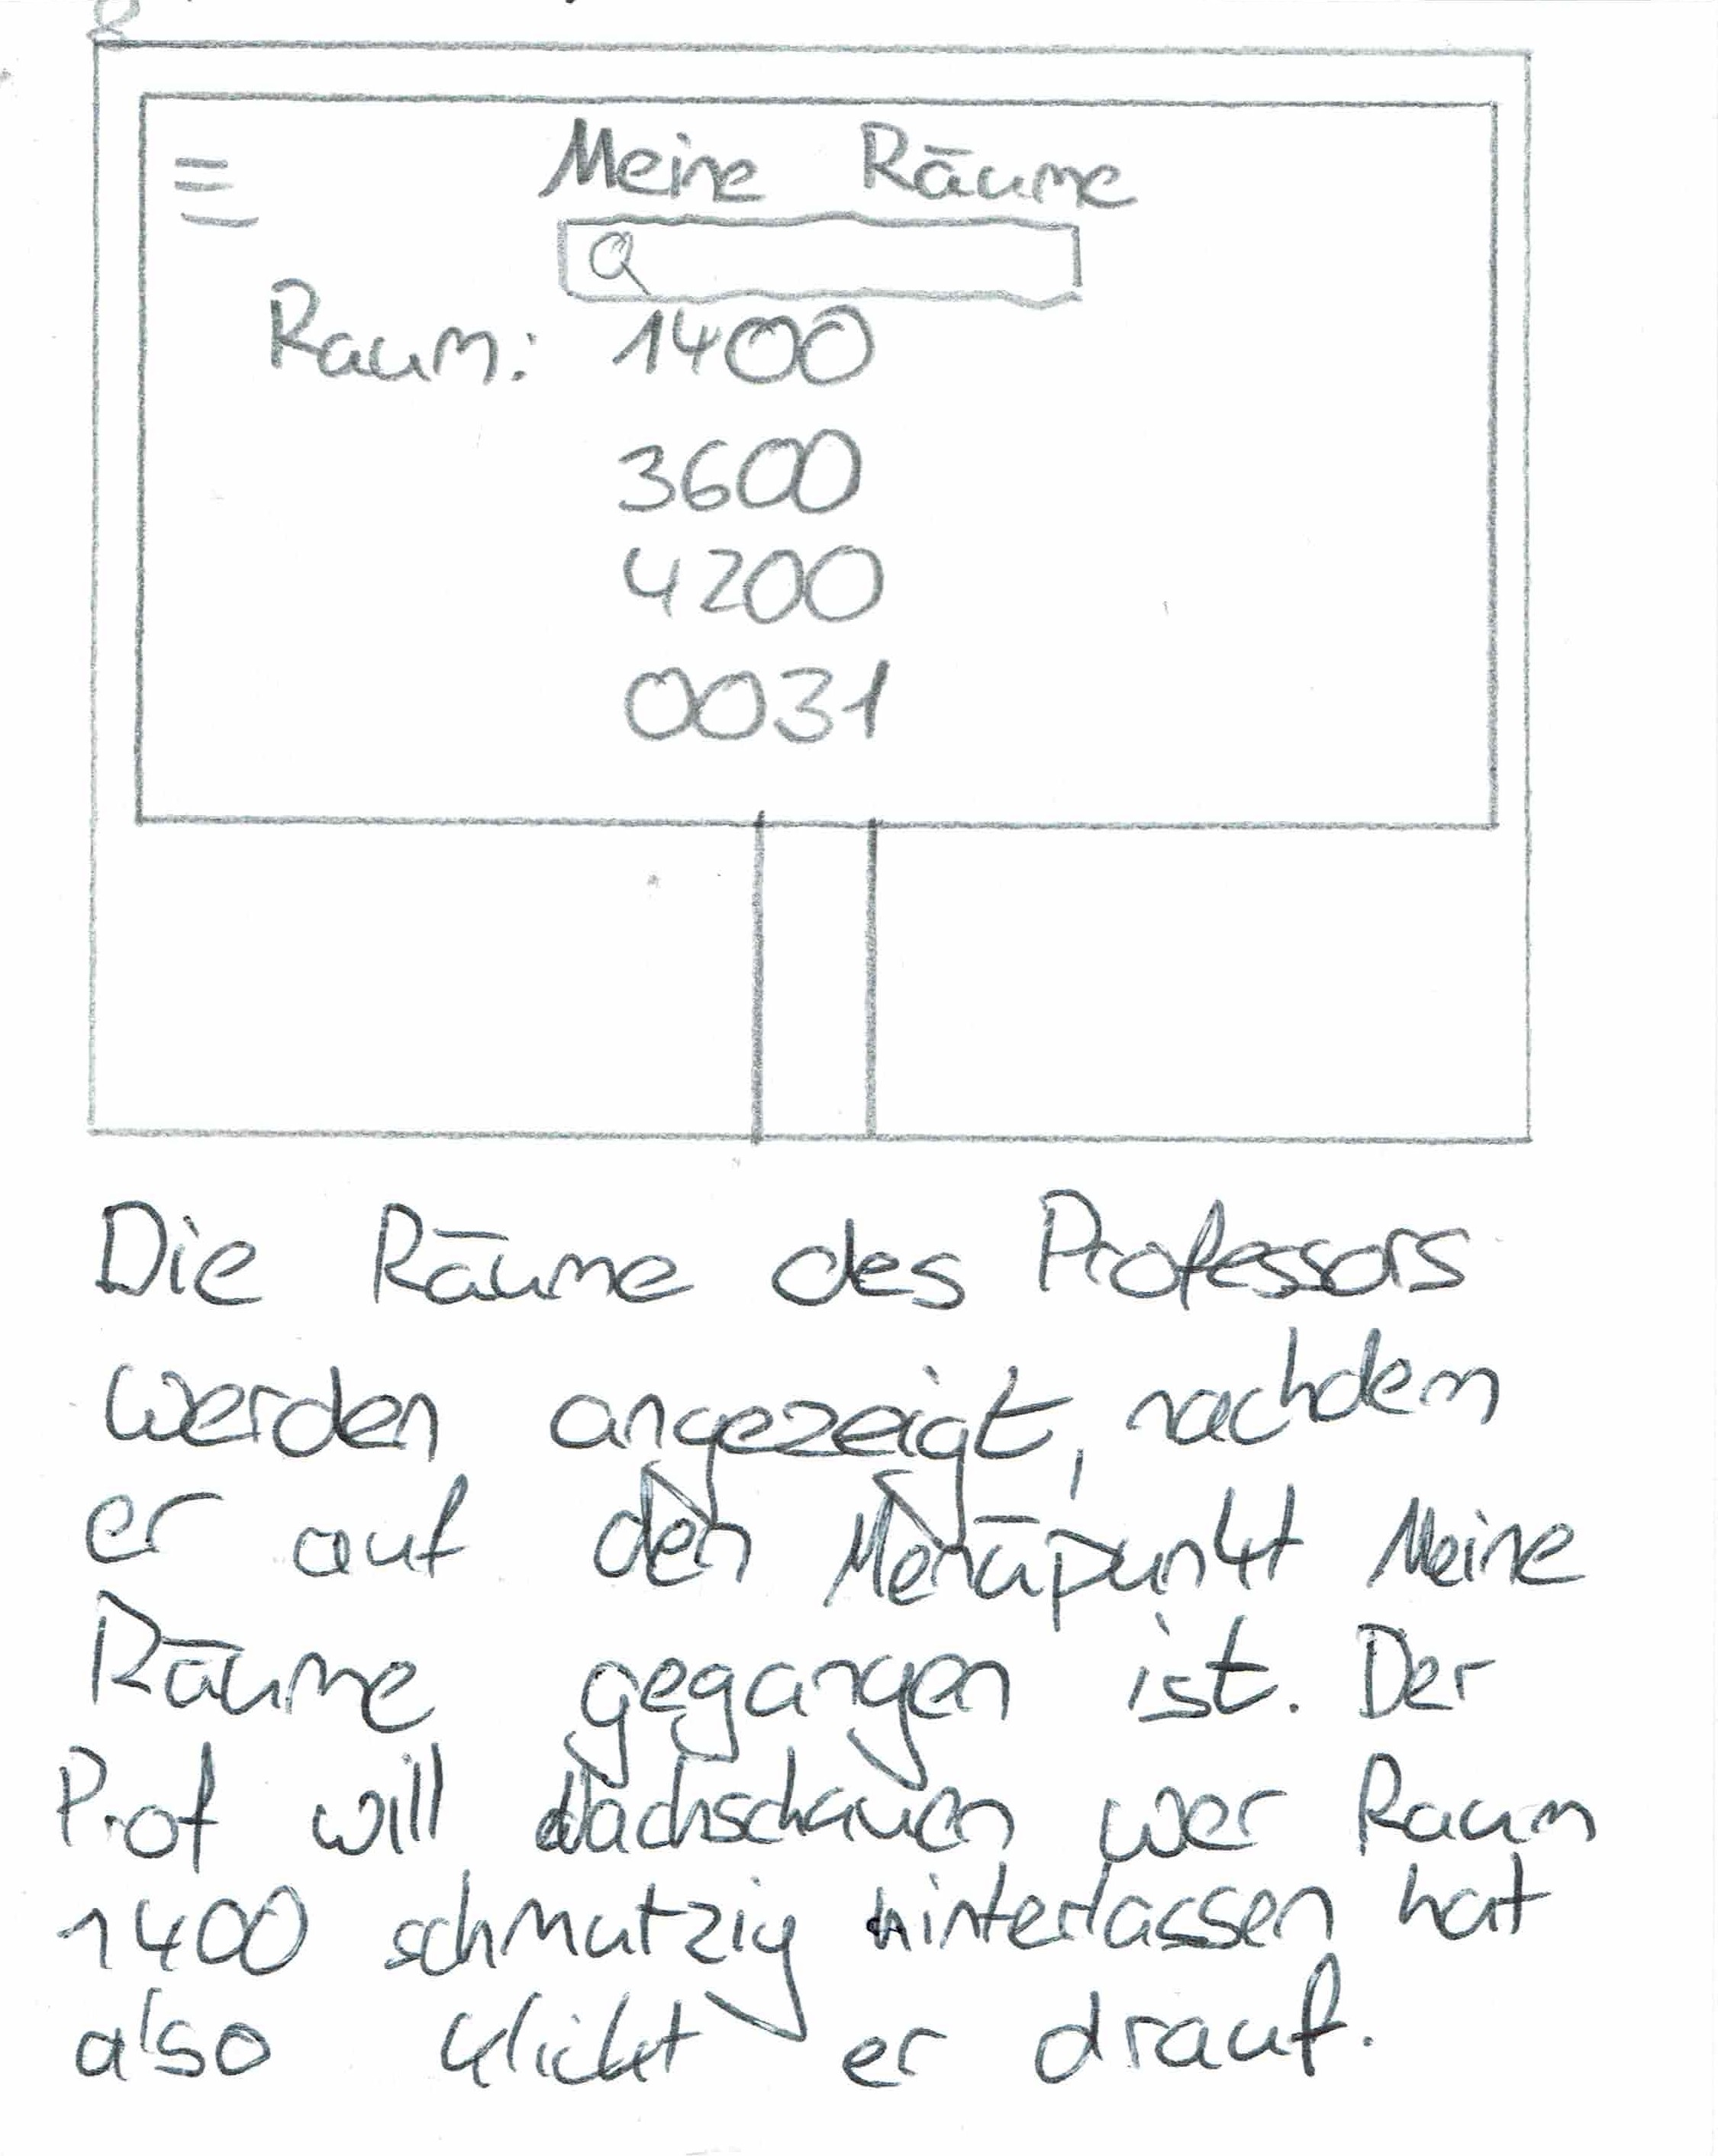 Meine Räume
Raum: 1400
3600
4200
0031
Die Räume des Professors
werden angezeigt, nachdem
er auf den Menüpunkt Meine
Räume gegangen ist. Der
Prof will nachschauen wer Raum
1400 schmutzig hinterlassen hat
also klickt er drauf.